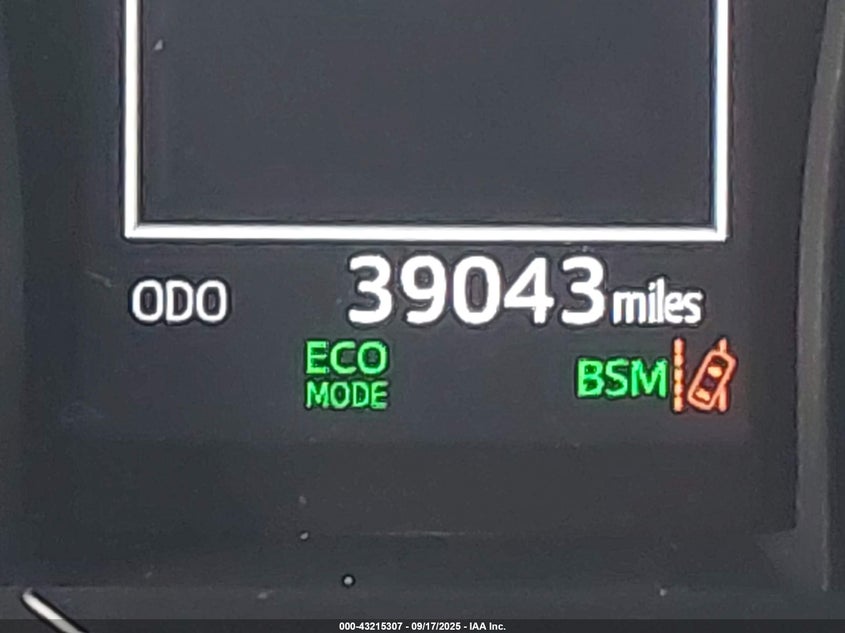 ODO 39043 miles
ECO BSM
MODE
000-43215307 - 09/17/2025 - IAA Inc.